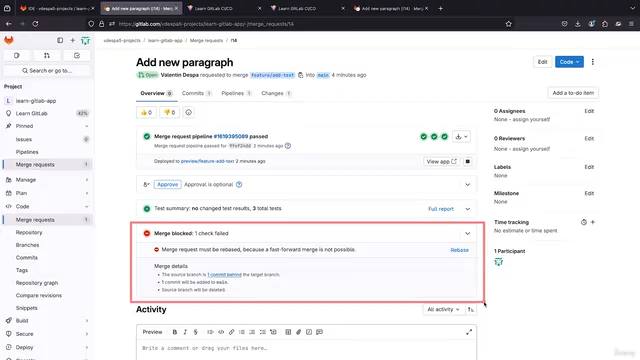 IDE - vdespa5-projects/learn-gitlab
Add new paragraph (!14) · Merg
Learn GitLab CI/CD
Learn GitLab CI/CD
Add new paragraph (!14) · Merg
https://gitlab.com/vdespa5-projects/learn-gitlab-app/-/merge_requests/14
vdespa5-projects / learn-gitlab-app / Merge requests / !14
Search or go to...
Project
learn-gitlab-app
Learn GitLab 42%
Pinned
Issues 0
Pipelines
Merge requests 1
Manage
Plan
Code
Merge requests 1
Repository
Branches
Commits
Tags
Repository graph
Compare revisions
Snippets
Build
Secure
Deploy
Add new paragraph
Edit
Code
Open Valentin Despa requested to merge feature/add-text into main 4 minutes ago
Overview 0
Commits 1
Pipelines 1
Changes 1
Add a to-do item
0
0
Merge request pipeline #1619395089 passed
Merge request pipeline passed for 3 minutes ago
Deployed to preview/feature-add-text 2 minutes ago
View app
Approve Approval is optional
Test summary: no changed test results, 3 total tests
Full report
Merge blocked: 1 check failed
Merge request must be rebased, because a fast-forward merge is not possible.
Rebase
Merge details
The source branch is 1 commit behind the target branch.
1 commit will be added to main.
Source branch will be deleted.
Activity
All activity
Preview
Write a comment or drag your files here...
0 Assignees Edit
None - assign yourself
0 Reviewers Edit
None - assign yourself
Labels Edit
None
Milestone Edit
None
Time tracking
No estimate or time spent
1 Participant